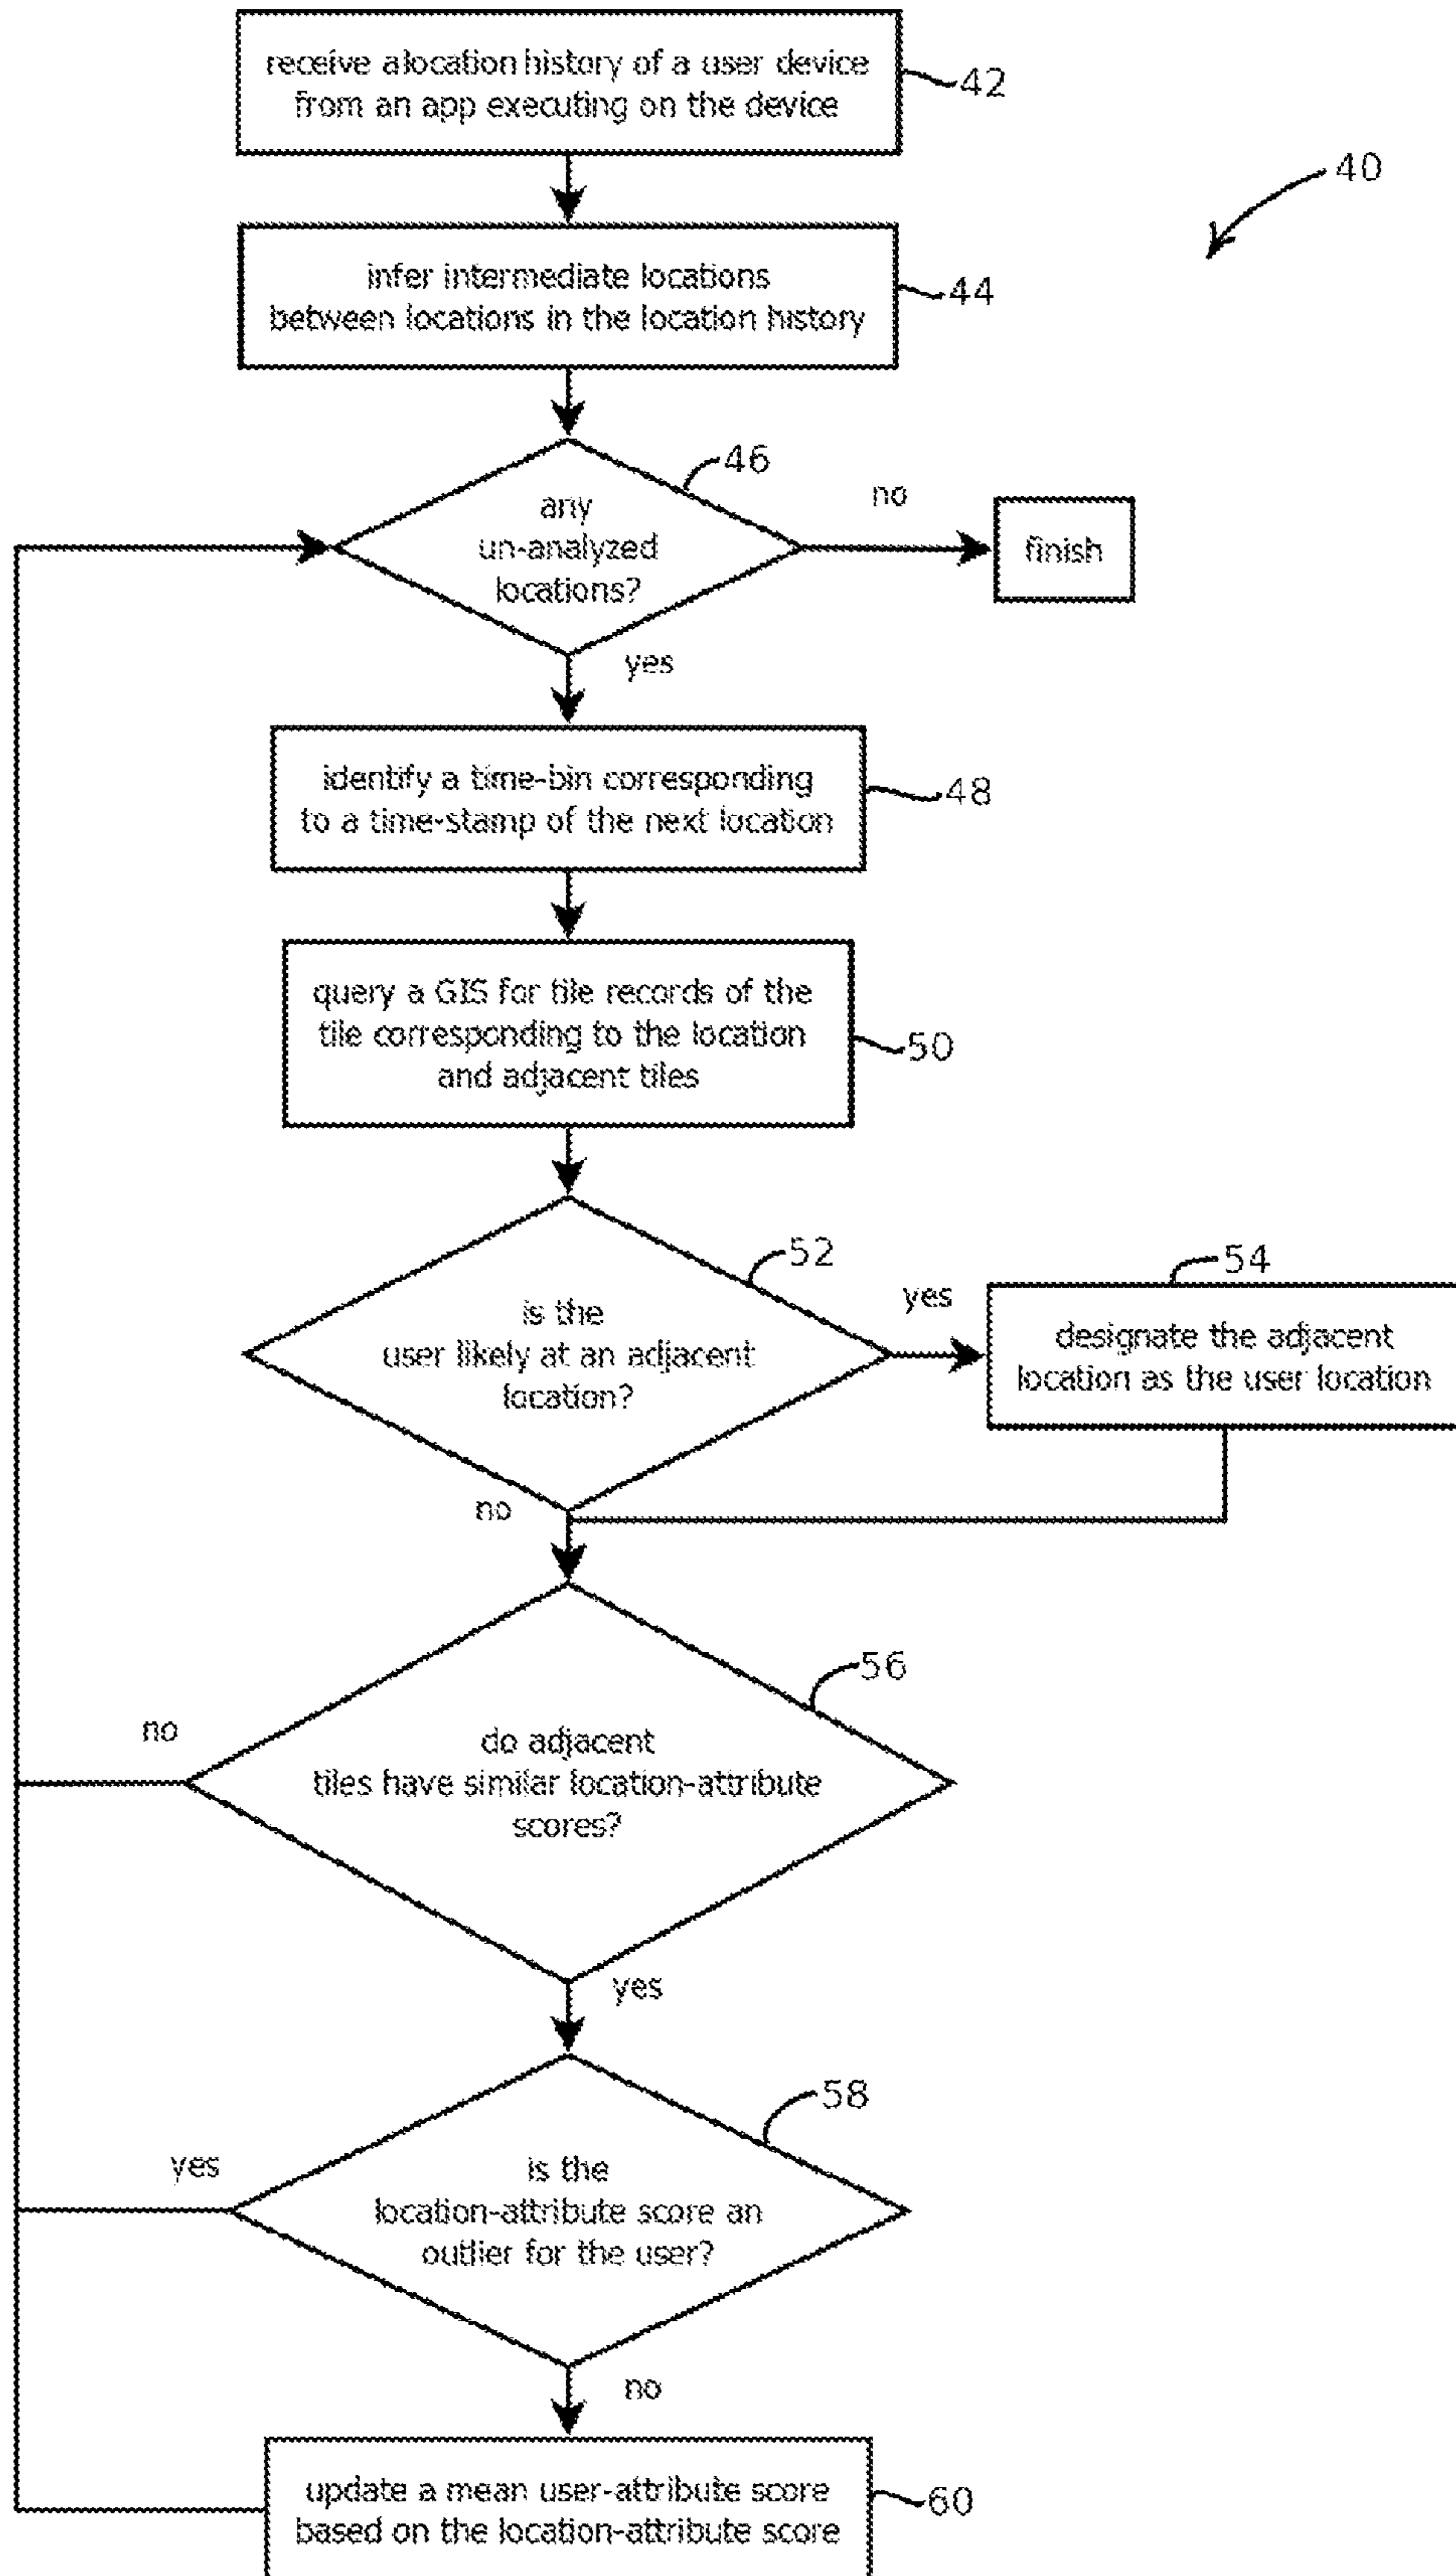 receive a location history of a user device
from an app executing on the device
42
40
infer intermediate locations
between locations in the location history
44
46
any
un-analyzed
locations?
no
finish
yes
identify a time-bin corresponding
to a time-stamp of the next location
48
query a GIS for tile records of the
tile corresponding to the location
and adjacent tiles
50
52
is the
user likely at an adjacent
location?
yes
54
designate the adjacent
location as the user location
no
56
do adjacent
tiles have similar location-attribute
scores?
no
yes
58
is the
location-attribute score an
outlier for the user?
yes
no
update a mean user-attribute score
based on the location-attribute score
60